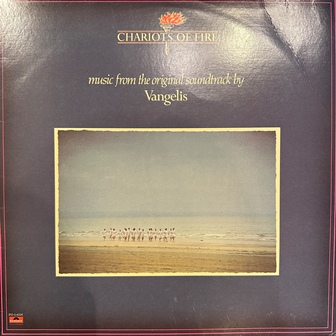 CHARIOTS OF FIRE
music from the original soundtrack by
Vangelis